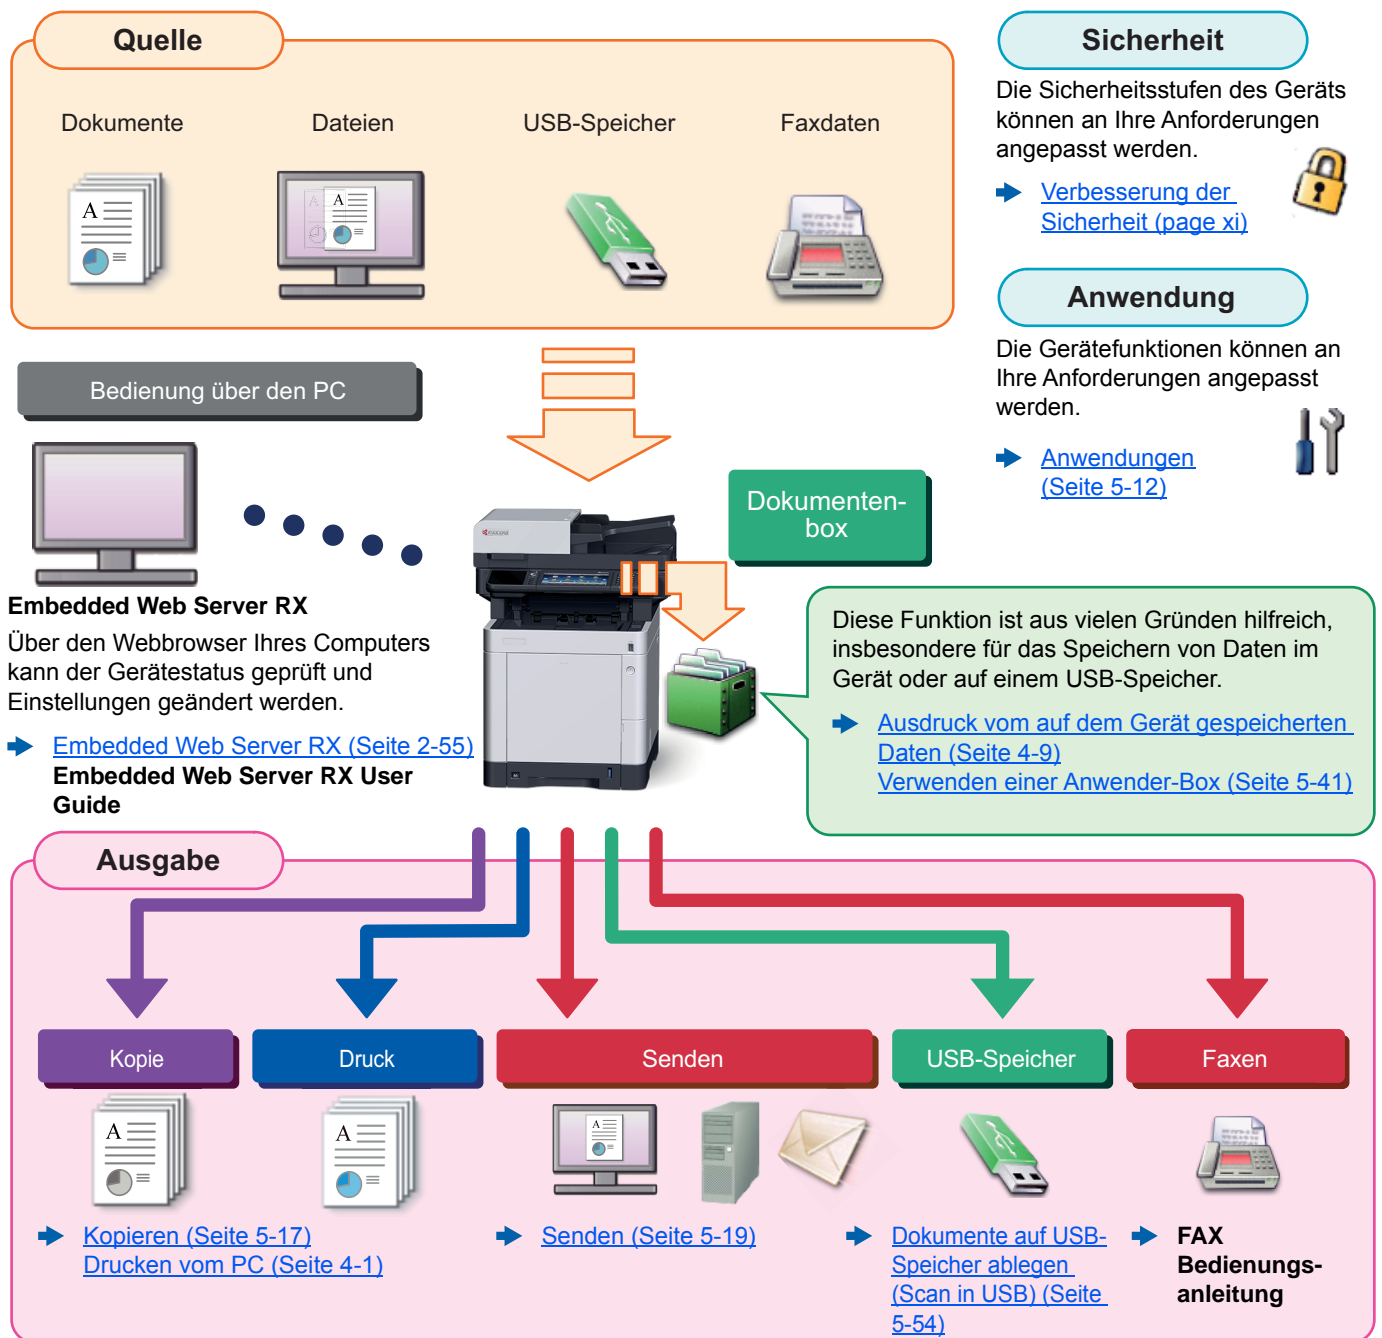 Quelle
Dokumente
Dateien
USB-Speicher
Faxdaten
Sicherheit
Die Sicherheitsstufen des Geräts
können an Ihre Anforderungen
angepasst werden.
Verbesserung der
Sicherheit (page xi)
Anwendung
Die Gerätefunktionen können an
Ihre Anforderungen angepasst
werden.
Anwendungen
(Seite 5-12)
Bedienung über den PC
Dokumenten-
box
Embedded Web Server RX
Über den Webbrowser Ihres Computers
kann der Gerätestatus geprüft und
Einstellungen geändert werden.
Embedded Web Server RX (Seite 2-55)
Embedded Web Server RX User
Guide
Diese Funktion ist aus vielen Gründen hilfreich,
insbesondere für das Speichern von Daten im
Gerät oder auf einem USB-Speicher.
Ausdruck vom auf dem Gerät gespeicherten
Daten (Seite 4-9)
Verwenden einer Anwender-Box (Seite 5-41)
Ausgabe
Kopie
Druck
Senden
USB-Speicher
Faxen
A
A
A
Kopieren (Seite 5-17)
Drucken vom PC (Seite 4-1)
Senden (Seite 5-19)
Dokumente auf USB-
Speicher ablegen
(Scan in USB) (Seite
5-54)
FAX
Bedienungs-
anleitung